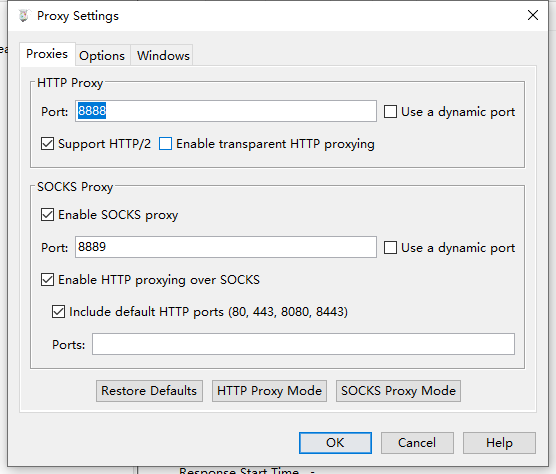 Proxy Settings
Proxies Options Windows
HTTP Proxy
Port: 8888 Use a dynamic port
Support HTTP/2 Enable transparent HTTP proxying
SOCKS Proxy
Enable SOCKS proxy
Port: 8889 Use a dynamic port
Enable HTTP proxying over SOCKS
Include default HTTP ports (80, 443, 8080, 8443)
Ports:
Restore Defaults HTTP Proxy Mode SOCKS Proxy Mode
OK Cancel Help
Response Start Time -